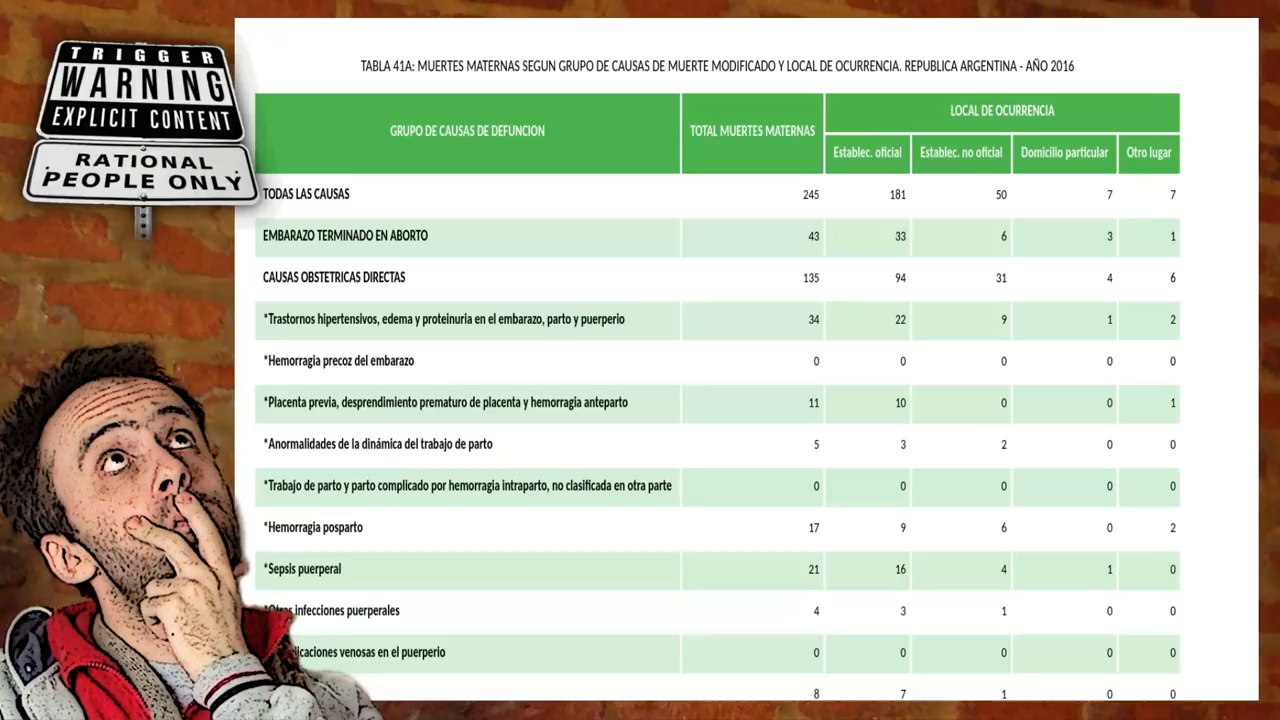 TRIGGER
WARNING
EXPLICIT CONTENT
RATIONAL
PEOPLE ONLY
TABLA 41A: MUERTES MATERNAS SEGUN GRUPO DE CAUSAS DE MUERTE MODIFICADO Y LOCAL DE OCURRENCIA. REPUBLICA ARGENTINA - AÑO 2016
GRUPO DE CAUSAS DE DEFUNCION TOTAL MUERTES MATERNAS LOCAL DE OCURRENCIA
Establec. oficial Establec. no oficial Domicilio particular Otro lugar
TODAS LAS CAUSAS 245 181 50 7 7
EMBARAZO TERMINADO EN ABORTO 43 33 6 3 1
CAUSAS OBSTETRICAS DIRECTAS 135 94 31 4 6
*Trastornos hipertensivos, edema y proteinuria en el embarazo, parto y puerperio 34 22 9 1 2
*Hemorragia precoz del embarazo 0 0 0 0 0
*Placenta previa, desprendimiento prematuro de placenta y hemorragia anteparto 11 10 0 0 1
*Anormalidades de la dinámica del trabajo de parto 5 3 2 0 0
*Trabajo de parto y parto complicado por hemorragia intraparto, no clasificada en otra parte 0 0 0 0 0
*Hemorragia posparto 17 9 6 0 2
*Sepsis puerperal 21 16 4 1 0
infecciones puerperales 4 3 1 0 0
venosas en el puerperio 0 0 0 0 0
8 7 1 0 0